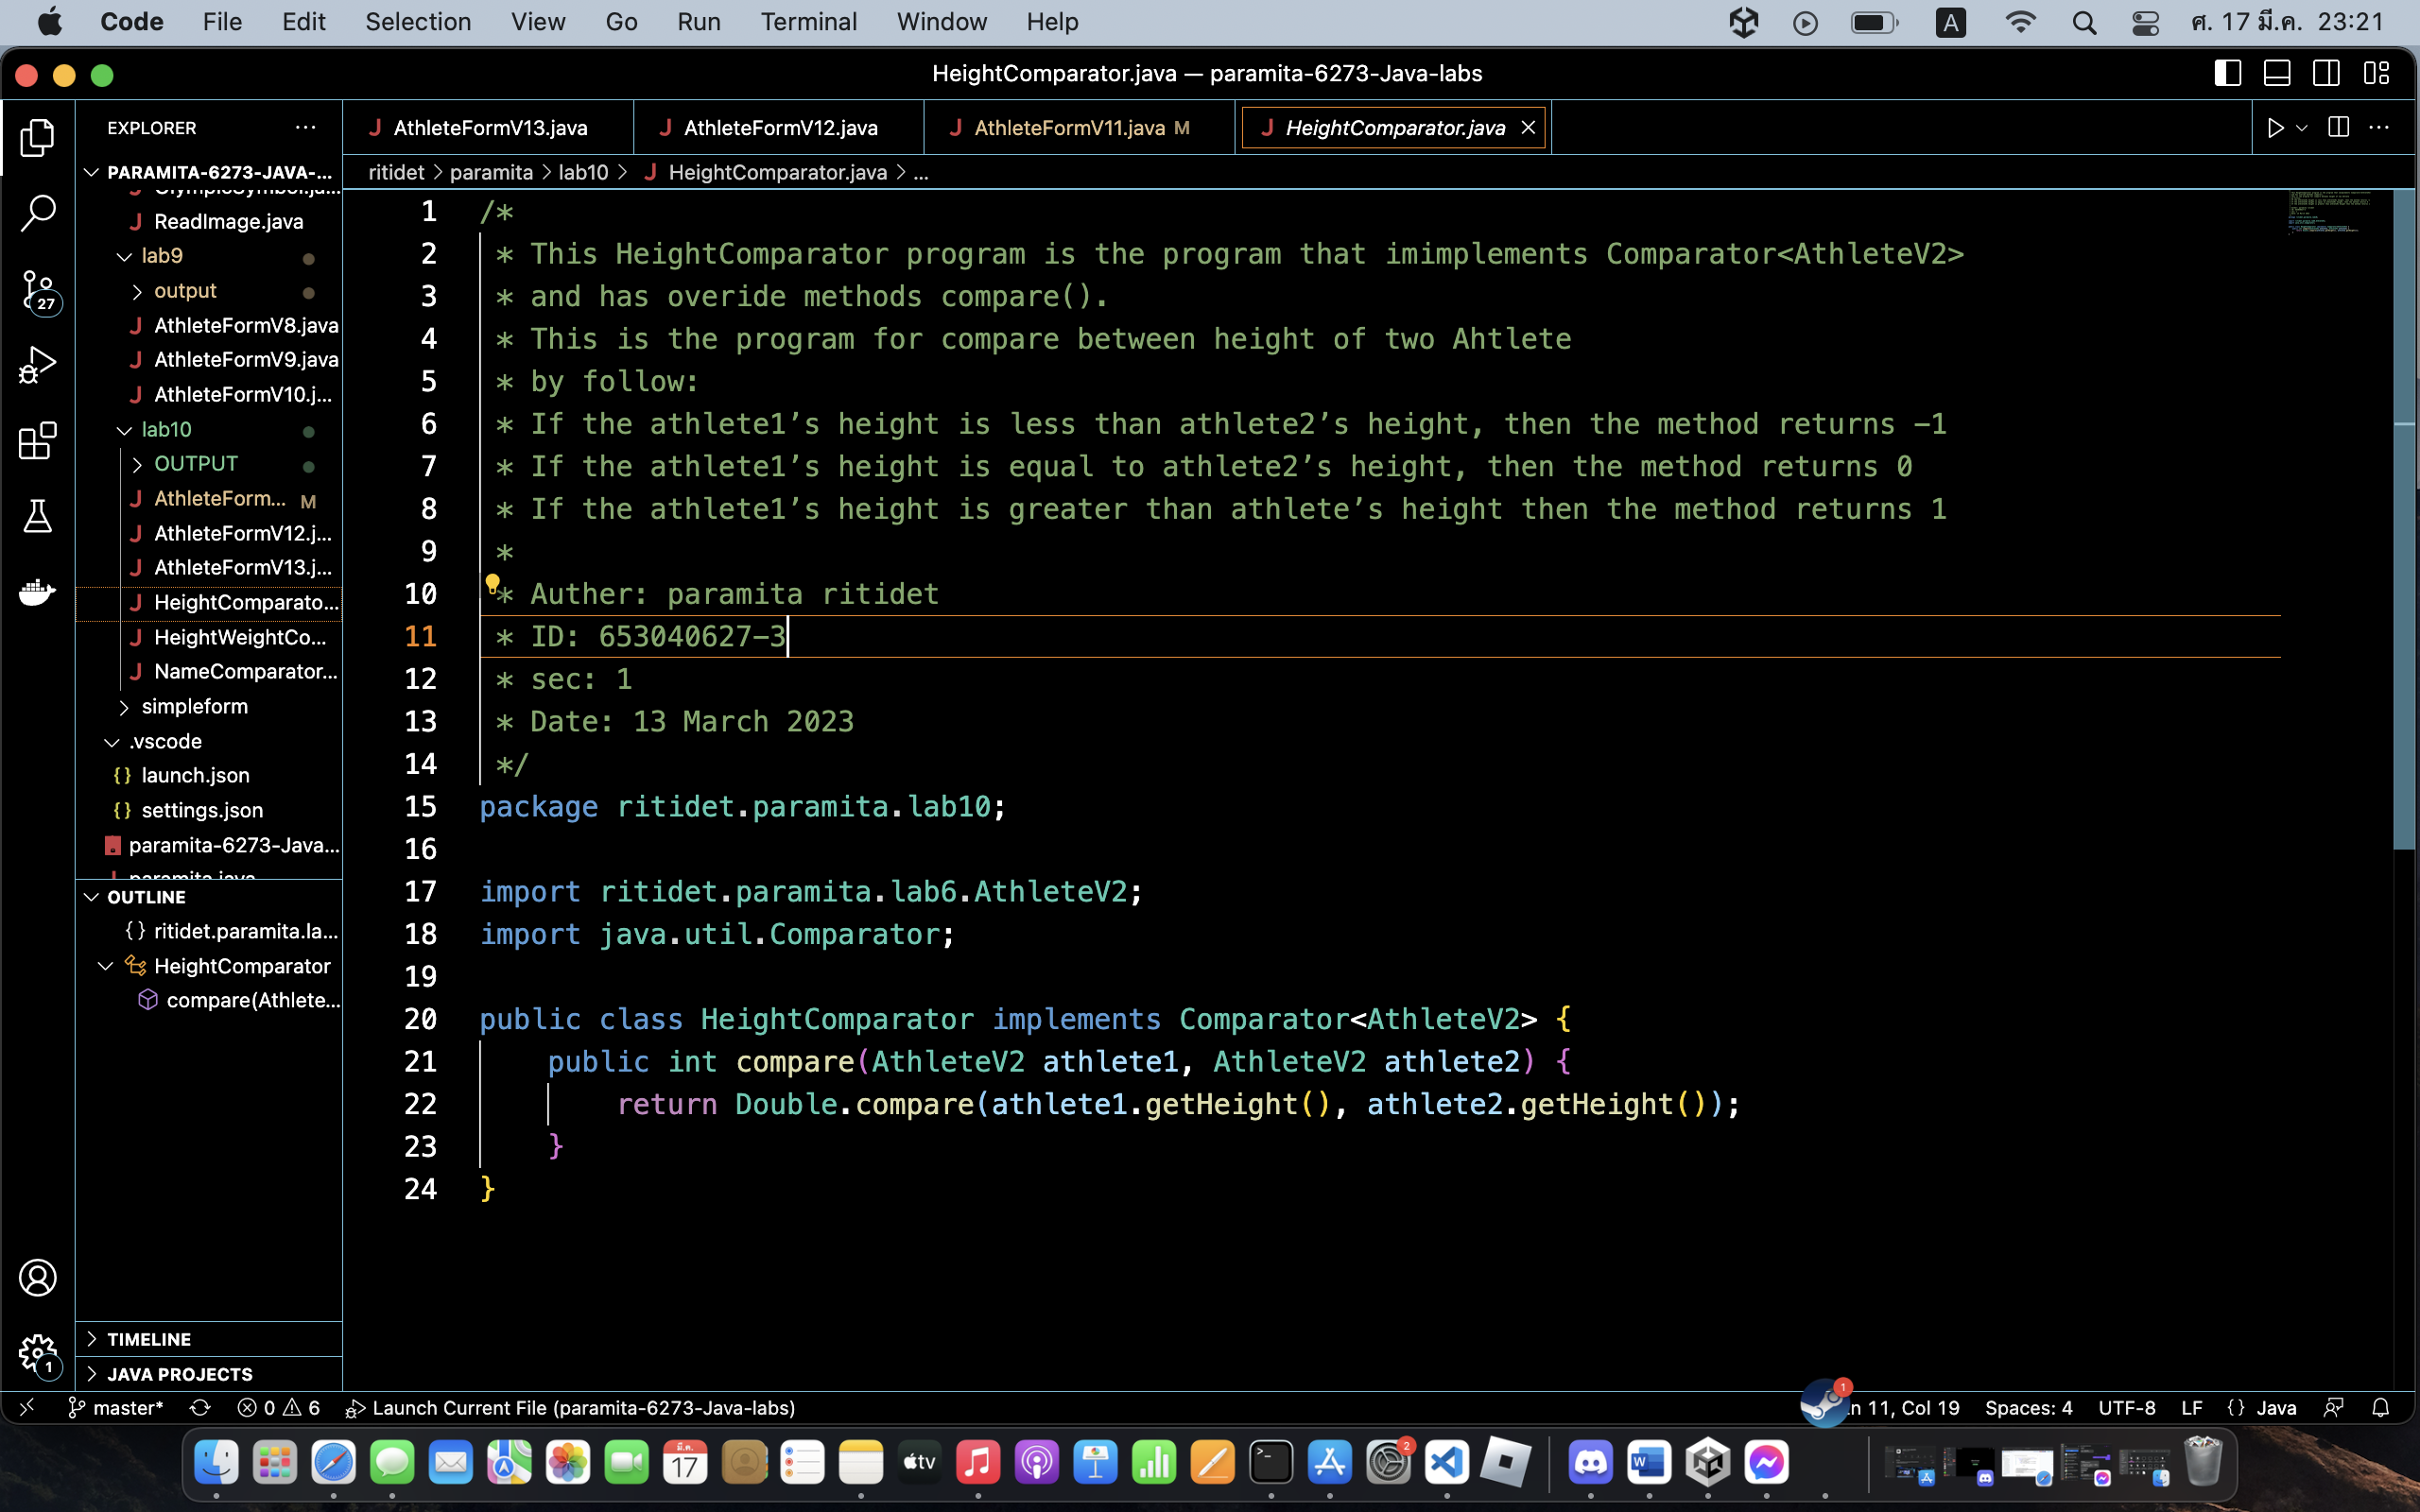 Code File Edit Selection View Go Run Terminal Window Help A ศ. 17 มี.ค. 23:21
HeightComparator.java — paramita-6273-Java-labs
EXPLORER
J AthleteFormV13.java J AthleteFormV12.java J AthleteFormV11.java M J HeightComparator.java
ritidet > paramita > lab10 > J HeightComparator.java > ...
PARAMITA-6273-JAVA-...
J ReadImage.java
lab9
output
J AthleteFormV8.java
J AthleteFormV9.java
J AthleteFormV10.j...
lab10
OUTPUT
J AthleteForm... M
J AthleteFormV12.j...
J AthleteFormV13.j...
J HeightComparato...
J HeightWeightCo...
J NameComparator...
simpleform
.vscode
{} launch.json
{} settings.json
paramita-6273-Java...
27
OUTLINE
{} ritidet.paramita.la...
HeightComparator
compare(Athlete...
TIMELINE
JAVA PROJECTS
1
1 /*
2 * This HeightComparator program is the program that imimplements Comparator<AthleteV2>
3 * and has overide methods compare().
4 * This is the program for compare between height of two Ahtlete
5 * by follow:
6 * If the athlete1’s height is less than athlete2’s height, then the method returns -1
7 * If the athlete1’s height is equal to athlete2’s height, then the method returns 0
8 * If the athlete1’s height is greater than athlete’s height then the method returns 1
9 *
10 * Auther: paramita ritidet
11 * ID: 653040627-3
12 * sec: 1
13 * Date: 13 March 2023
14 */
15 package ritidet.paramita.lab10;
16
17 import ritidet.paramita.lab6.AthleteV2;
18 import java.util.Comparator;
19
20 public class HeightComparator implements Comparator<AthleteV2> {
21 public int compare(AthleteV2 athlete1, AthleteV2 athlete2) {
22 return Double.compare(athlete1.getHeight(), athlete2.getHeight());
23 }
24 }
master* 0 6 Launch Current File (paramita-6273-Java-labs) 1 n 11, Col 19 Spaces: 4 UTF-8 LF {} Java
มี.ค. 17 tv 2 W